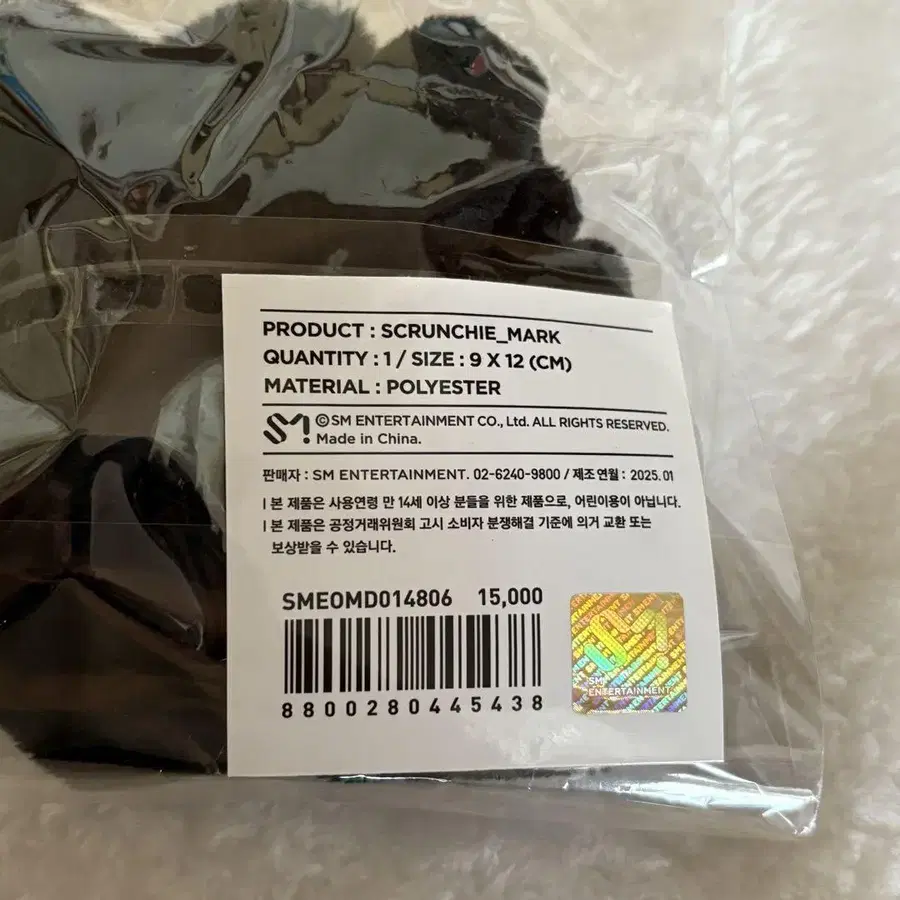 PRODUCT : SCRUNCHIE_MARK
QUANTITY : 1 / SIZE : 9 X 12 (CM)
MATERIAL : POLYESTER
SM ©SM ENTERTAINMENT CO., Ltd. ALL RIGHTS RESERVED.
Made in China.
판매자 : SM ENTERTAINMENT. 02-6240-9800 / 제조 연월 : 2025. 01
l 본 제품은 사용연령 만 14세 이상 분들을 위한 제품으로, 어린이용이 아닙니다.
l 본 제품은 공정거래위원회 고시 소비자 분쟁해결 기준에 의거 교환 또는
보상받을 수 있습니다.
SMEOMD014806 15,000
8800280445438
SM
ENTERTAINMENT